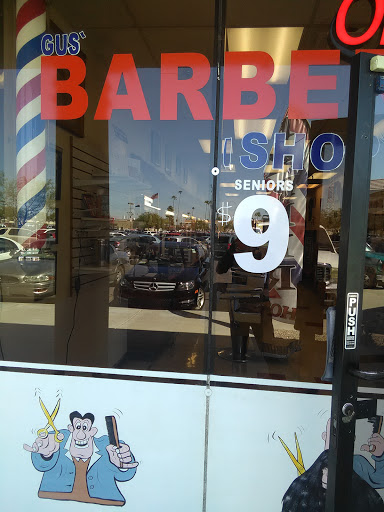 GUS'
BARBE
SHO
SENIORS
$9
PUSH